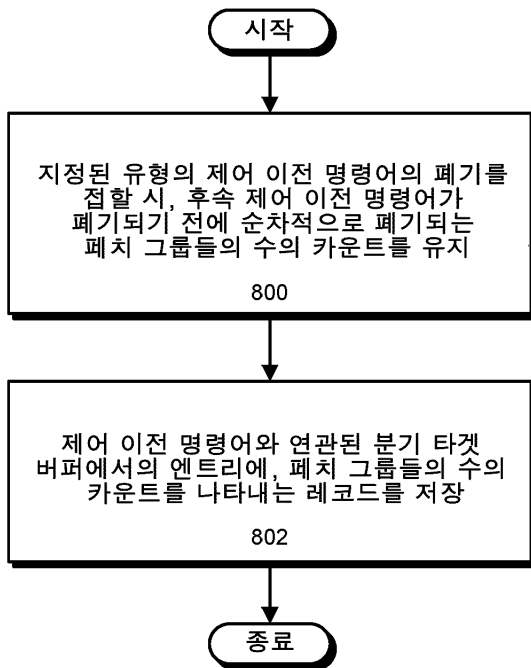 시작
지정된 유형의 제어 이전 명령어의 폐기를
접할 시, 후속 제어 이전 명령어가
폐기되기 전에 순차적으로 폐기되는
페치 그룹들의 수의 카운트를 유지
800
제어 이전 명령어와 연관된 분기 타겟
버퍼에서의 엔트리에, 페치 그룹들의 수의
카운트를 나타내는 레코드를 저장
802
종료